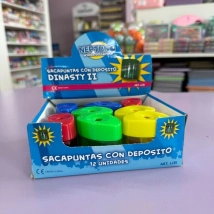 NEPTUNO
SACAPUNTAS CON DEPOSITO
DINASTY II
SACAPUNTAS CON DEPOSITO
12 UNIDADES